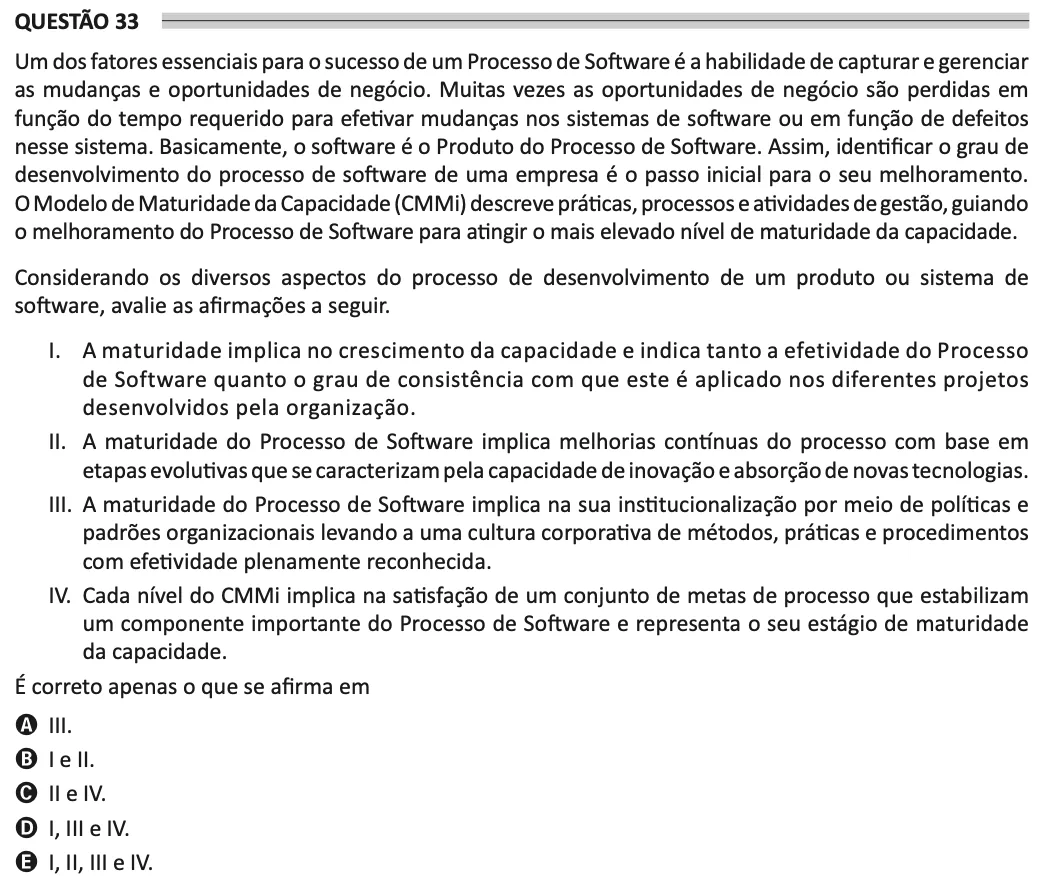 QUESTÃO 33
Um dos fatores essenciais para o sucesso de um Processo de Software é a habilidade de capturar e gerenciar
as mudanças e oportunidades de negócio. Muitas vezes as oportunidades de negócio são perdidas em
função do tempo requerido para efetivar mudanças nos sistemas de software ou em função de defeitos
nesse sistema. Basicamente, o software é o Produto do Processo de Software. Assim, identificar o grau de
desenvolvimento do processo de software de uma empresa é o passo inicial para o seu melhoramento.
O Modelo de Maturidade da Capacidade (CMMi) descreve práticas, processos e atividades de gestão, guiando
o melhoramento do Processo de Software para atingir o mais elevado nível de maturidade da capacidade.
Considerando os diversos aspectos do processo de desenvolvimento de um produto ou sistema de
software, avalie as afirmações a seguir.
I. A maturidade implica no crescimento da capacidade e indica tanto a efetividade do Processo
de Software quanto o grau de consistência com que este é aplicado nos diferentes projetos
desenvolvidos pela organização.
II. A maturidade do Processo de Software implica melhorias contínuas do processo com base em
etapas evolutivas que se caracterizam pela capacidade de inovação e absorção de novas tecnologias.
III. A maturidade do Processo de Software implica na sua institucionalização por meio de políticas e
padrões organizacionais levando a uma cultura corporativa de métodos, práticas e procedimentos
com efetividade plenamente reconhecida.
IV. Cada nível do CMMi implica na satisfação de um conjunto de metas de processo que estabilizam
um componente importante do Processo de Software e representa o seu estágio de maturidade
da capacidade.
É correto apenas o que se afirma em
A III.
B I e II.
C II e IV.
D I, III e IV.
E I, II, III e IV.